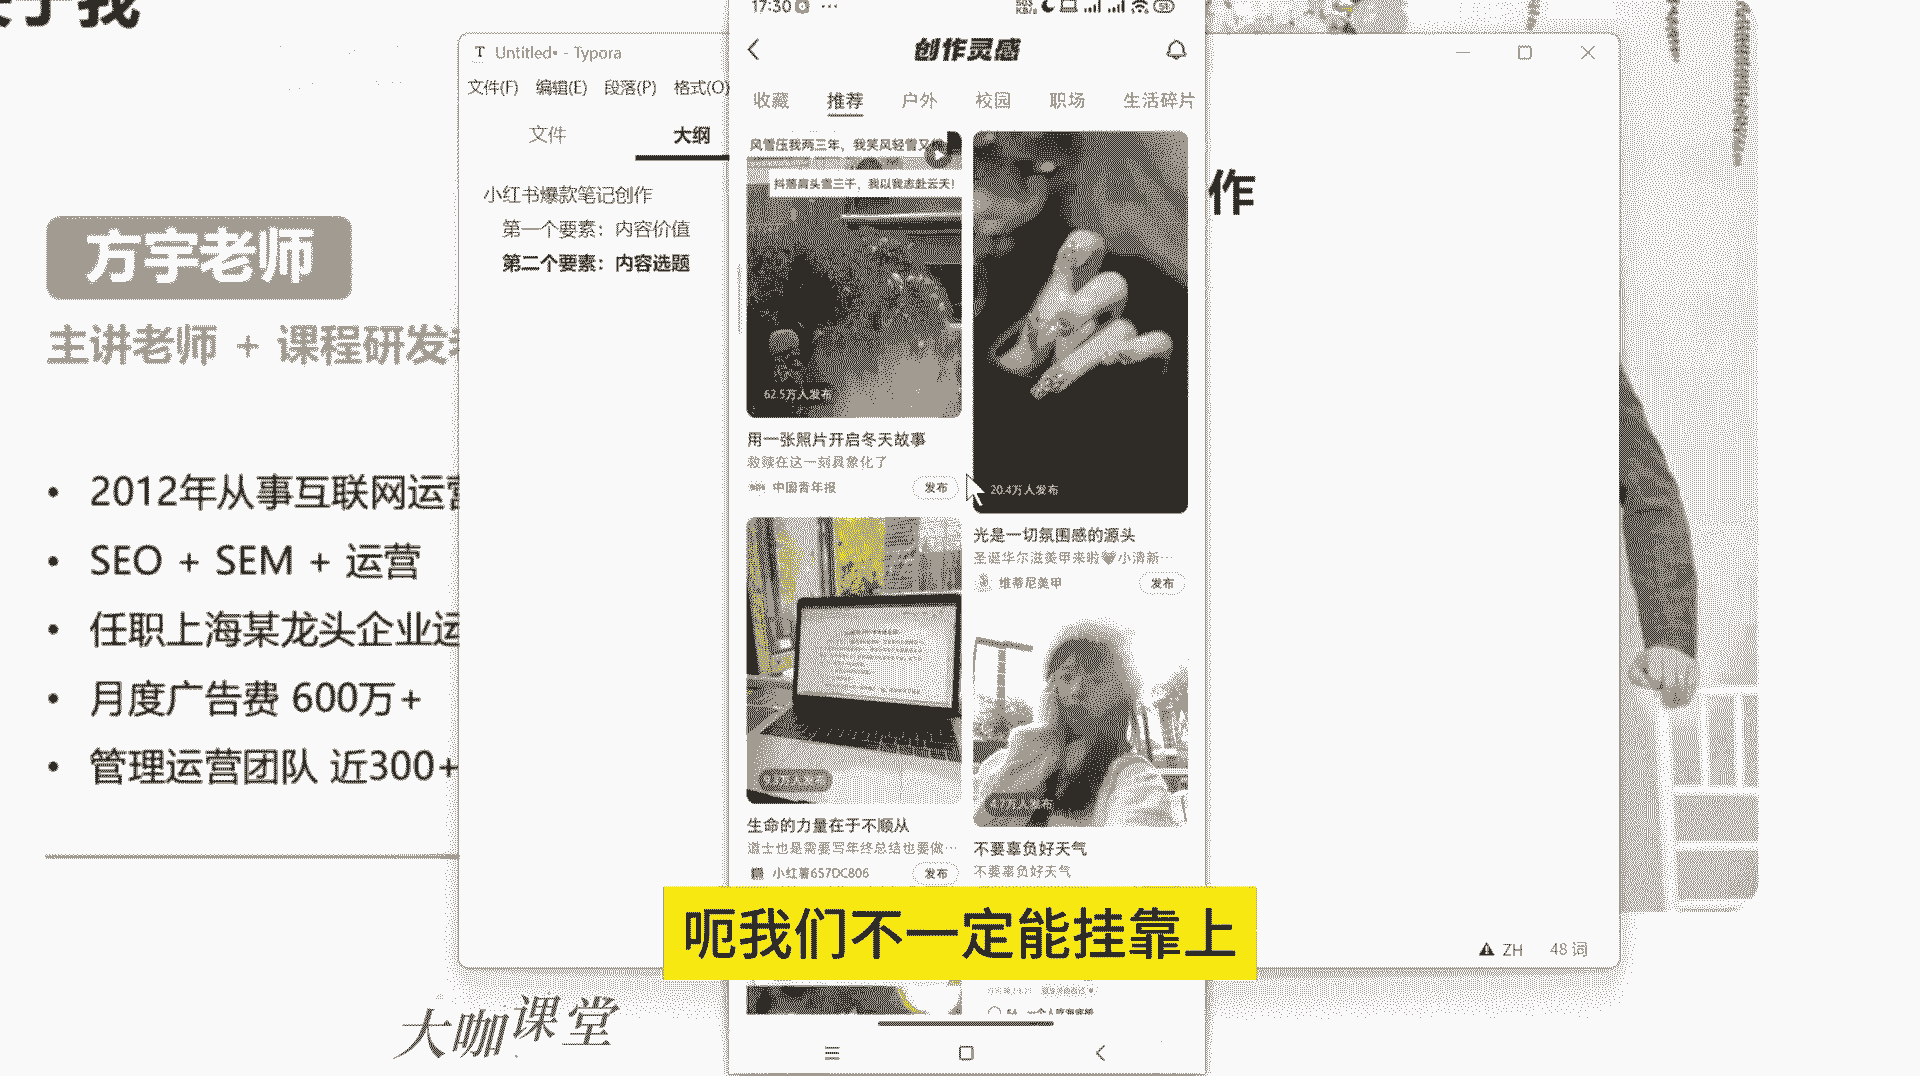 于我
方宇老师
主讲老师 + 课程研发
• 2012年从事互联网运营
• SEO + SEM + 运营
任职上海某龙头企业运
• 月度广告费 600万+
• 管理运营团队 近300+
大咖课堂
Untitled• - Typora
文件(F) 编辑(E) 段落(P) 格式(O)
文件 大纲
小红书爆款笔记创作
第一个要素：内容价值
第二个要素：内容选题
作
17:30
创作灵感
收藏 推荐 户外 校园 职场 生活碎片
风雪压我两三年，我笑风轻雪又
抖落肩头雪三千，我以我志赴云天！
62.5万人发布
用一张照片开启冬天故事
救赎在这一刻具象化了
中国青年报 发布
20.4万人发布
光是一切氛围感的源头
圣诞华尔滋美甲来啦🖤小清新…
维蒂尼美甲 发布
9.3万人发布
生命的力量在于不顺从
道士也是需要写年终总结也要做…
小红薯657DC806 发布
4.7万人发布
不要辜负好天气
不要辜负好天气
呃我们不一定能挂靠上
ZH 48 词